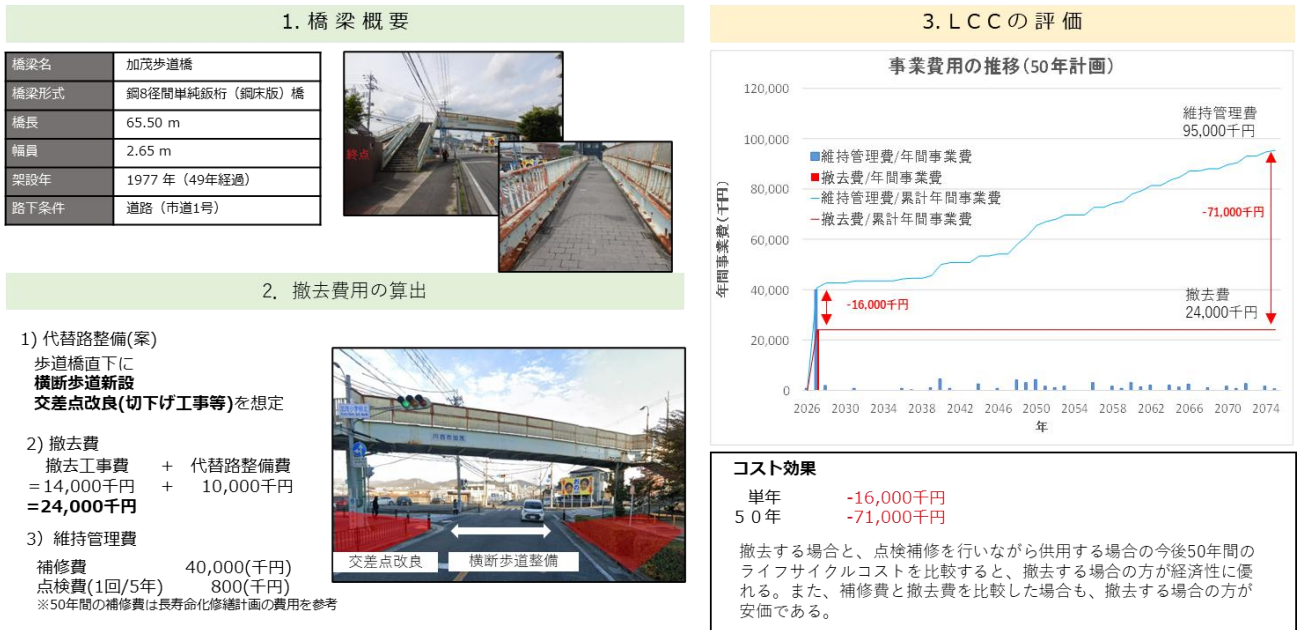 1. 橋 梁 概 要
橋梁名 加茂歩道橋
橋梁形式 鋼8径間単純鈑桁（鋼床版）橋
橋長 65.50 m
幅員 2.65 m
架設年 1977 年（49年経過）
路下条件 道路（市道1号）
終点
2. 撤去費用の算出
1) 代替路整備(案)
歩道橋直下に
横断歩道新設
交差点改良(切下げ工事等)を想定
2) 撤去費
撤去工事費 + 代替路整備費
=14,000千円 + 10,000千円
=24,000千円
3) 維持管理費
補修費 40,000(千円)
点検費(1回/5年) 800(千円)
※50年間の補修費は長寿命化修繕計画の費用を参考
川西市加茂
交差点改良
横断歩道整備
3. L C C の 評 価
事業費用の推移(50年計画)
年間事業費(千円)
120,000
100,000
80,000
60,000
40,000
20,000
0
維持管理費/年間事業費
撤去費/年間事業費
維持管理費/累計年間事業費
撤去費/累計年間事業費
維持管理費
95,000千円
-71,000千円
-16,000千円
撤去費
24,000千円
2026 2030 2034 2038 2042 2046 2050 2054 2058 2062 2066 2070 2074
年
コスト効果
単年 -16,000千円
５０年 -71,000千円
撤去する場合と、点検補修を行いながら供用する場合の今後50年間の
ライフサイクルコストを比較すると、撤去する場合の方が経済性に優
れる。また、補修費と撤去費を比較した場合も、撤去する場合の方が
安価である。